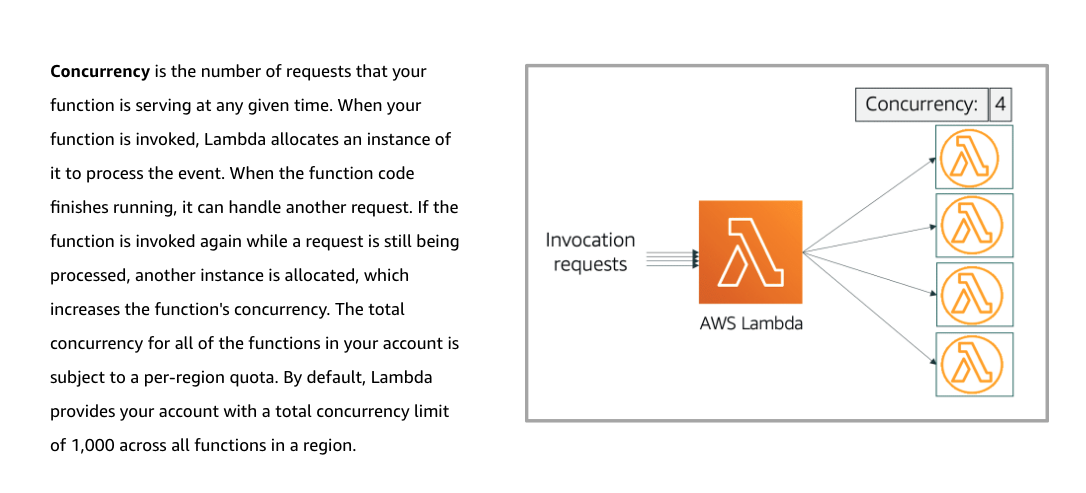 Concurrency is the number of requests that your
function is serving at any given time. When your
function is invoked, Lambda allocates an instance of
it to process the event. When the function code
finishes running, it can handle another request. If the
function is invoked again while a request is still being
processed, another instance is allocated, which
increases the function's concurrency. The total
concurrency for all of the functions in your account is
subject to a per-region quota. By default, Lambda
provides your account with a total concurrency limit
of 1,000 across all functions in a region.
Concurrency: 4
Invocation
requests
AWS Lambda